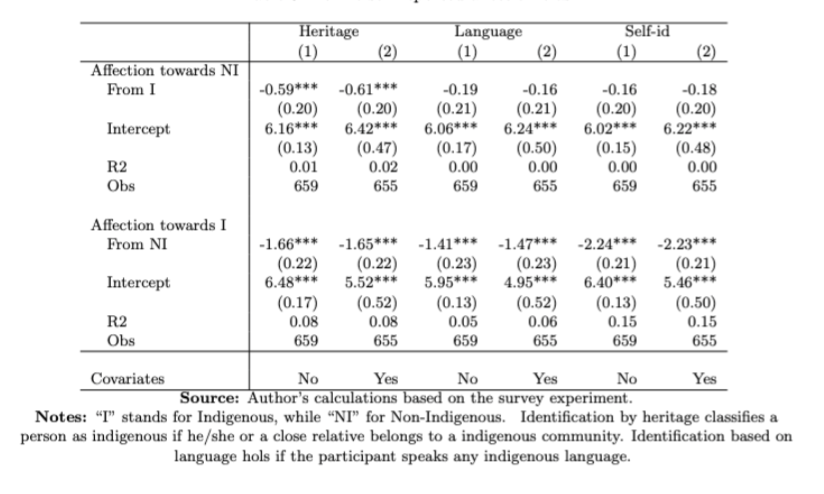 Heritage Language Self-id
(1) (2) (1) (2) (1) (2)
Affection towards NI
From I -0.59*** -0.61*** -0.19 -0.16 -0.16 -0.18
(0.20) (0.20) (0.21) (0.21) (0.20) (0.20)
Intercept 6.16*** 6.42*** 6.06*** 6.24*** 6.02*** 6.22***
(0.13) (0.47) (0.17) (0.50) (0.15) (0.48)
R2 0.01 0.02 0.00 0.00 0.00 0.00
Obs 659 655 659 655 659 655
Affection towards I
From NI -1.66*** -1.65*** -1.41*** -1.47*** -2.24*** -2.23***
(0.22) (0.22) (0.23) (0.23) (0.21) (0.21)
Intercept 6.48*** 5.52*** 5.95*** 4.95*** 6.40*** 5.46***
(0.17) (0.52) (0.13) (0.52) (0.13) (0.50)
R2 0.08 0.08 0.05 0.06 0.15 0.15
Obs 659 655 659 655 659 655
Covariates No Yes No Yes No Yes
Source: Author's calculations based on the survey experiment.
Notes: “I” stands for Indigenous, while “NI” for Non-Indigenous. Identification by heritage classifies a
person as indigenous if he/she or a close relative belongs to a indigenous community. Identification based on
language hols if the participant speaks any indigenous language.